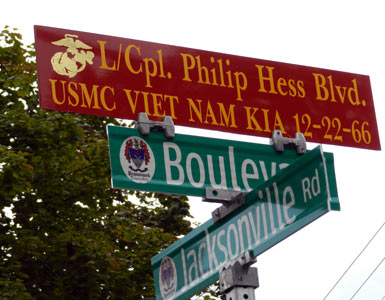 L/Cpl. Philip Hess Blvd.
USMC VIET NAM KIA 12-22-66
Jacksonville Rd